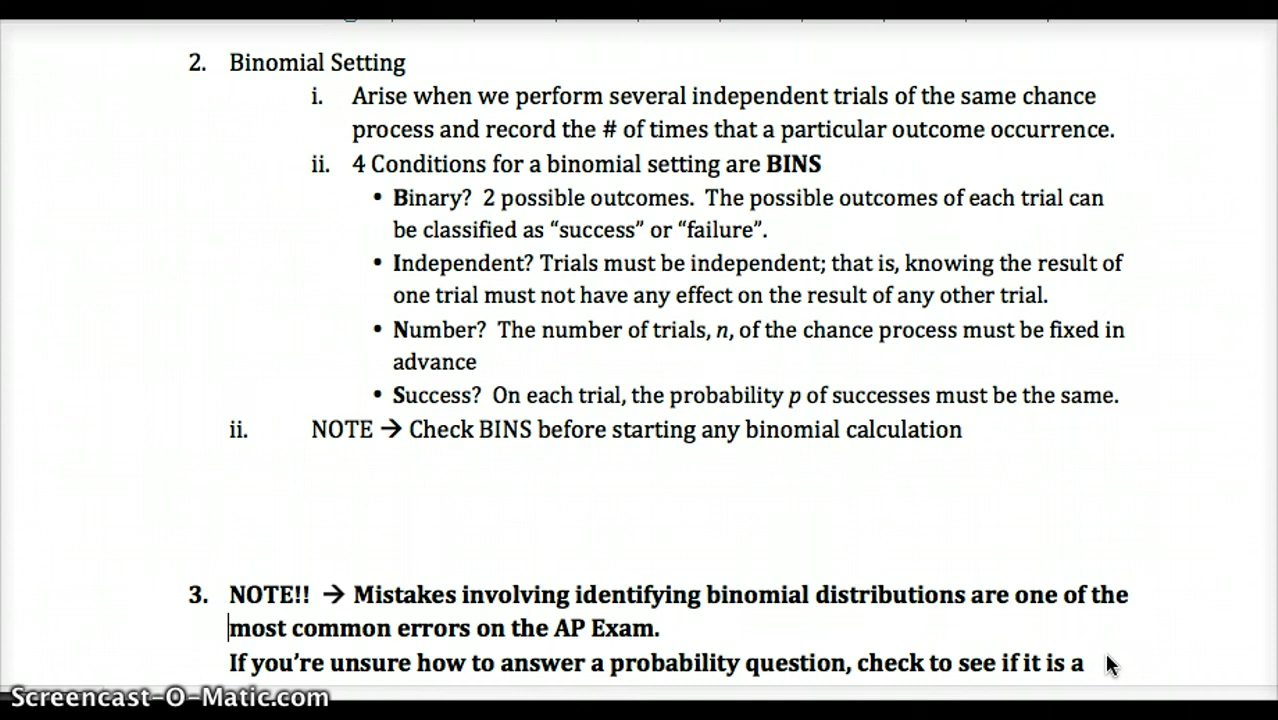 2. Binomial Setting
i. Arise when we perform several independent trials of the same chance
process and record the # of times that a particular outcome occurrence.
ii. 4 Conditions for a binomial setting are BINS
• Binary? 2 possible outcomes. The possible outcomes of each trial can
be classified as “success” or “failure”.
• Independent? Trials must be independent; that is, knowing the result of
one trial must not have any effect on the result of any other trial.
• Number? The number of trials, n, of the chance process must be fixed in
advance
• Success? On each trial, the probability p of successes must be the same.
ii. NOTE → Check BINS before starting any binomial calculation
3. NOTE!! → Mistakes involving identifying binomial distributions are one of the
most common errors on the AP Exam.
If you’re unsure how to answer a probability question, check to see if it is a
Screencast-O-Matic.com